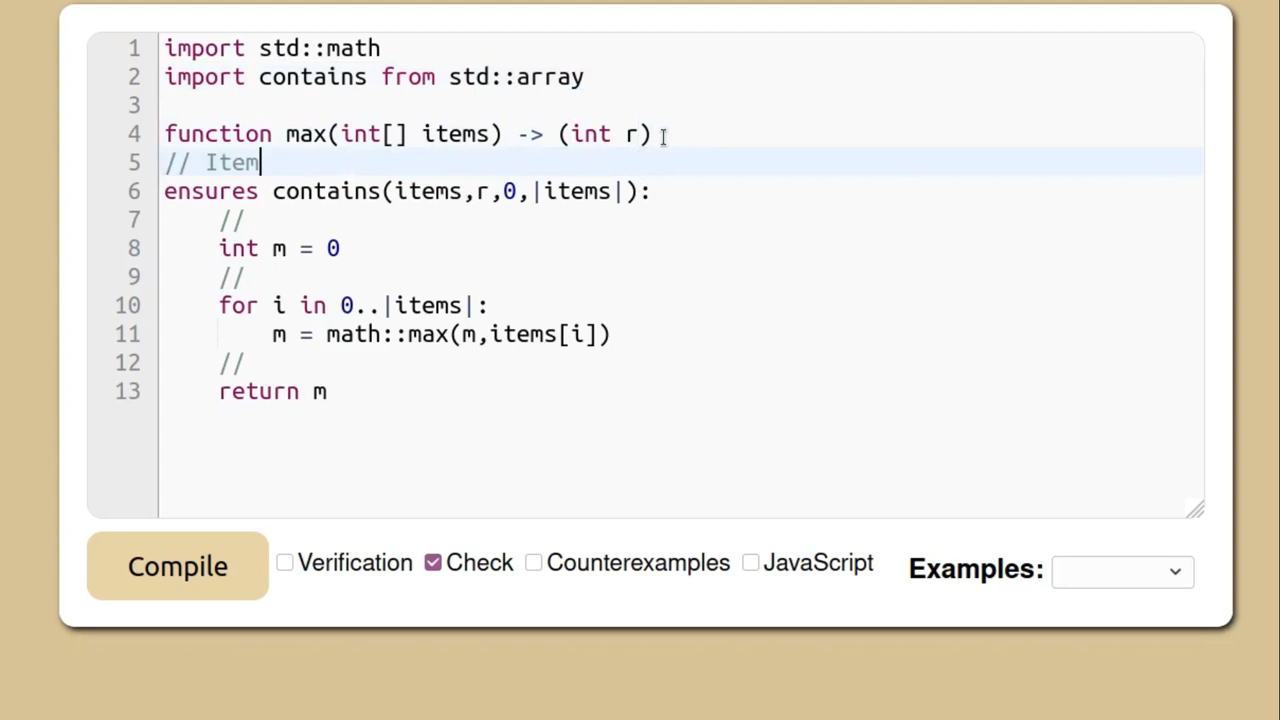 1 import std::math
2 import contains from std::array
3
4 function max(int[] items) -> (int r)
5 // Item
6 ensures contains(items,r,0,|items|):
7 //
8 int m = 0
9 //
10 for i in 0..|items|:
11 m = math::max(m,items[i])
12 //
13 return m
Compile Verification Check Counterexamples JavaScript Examples: